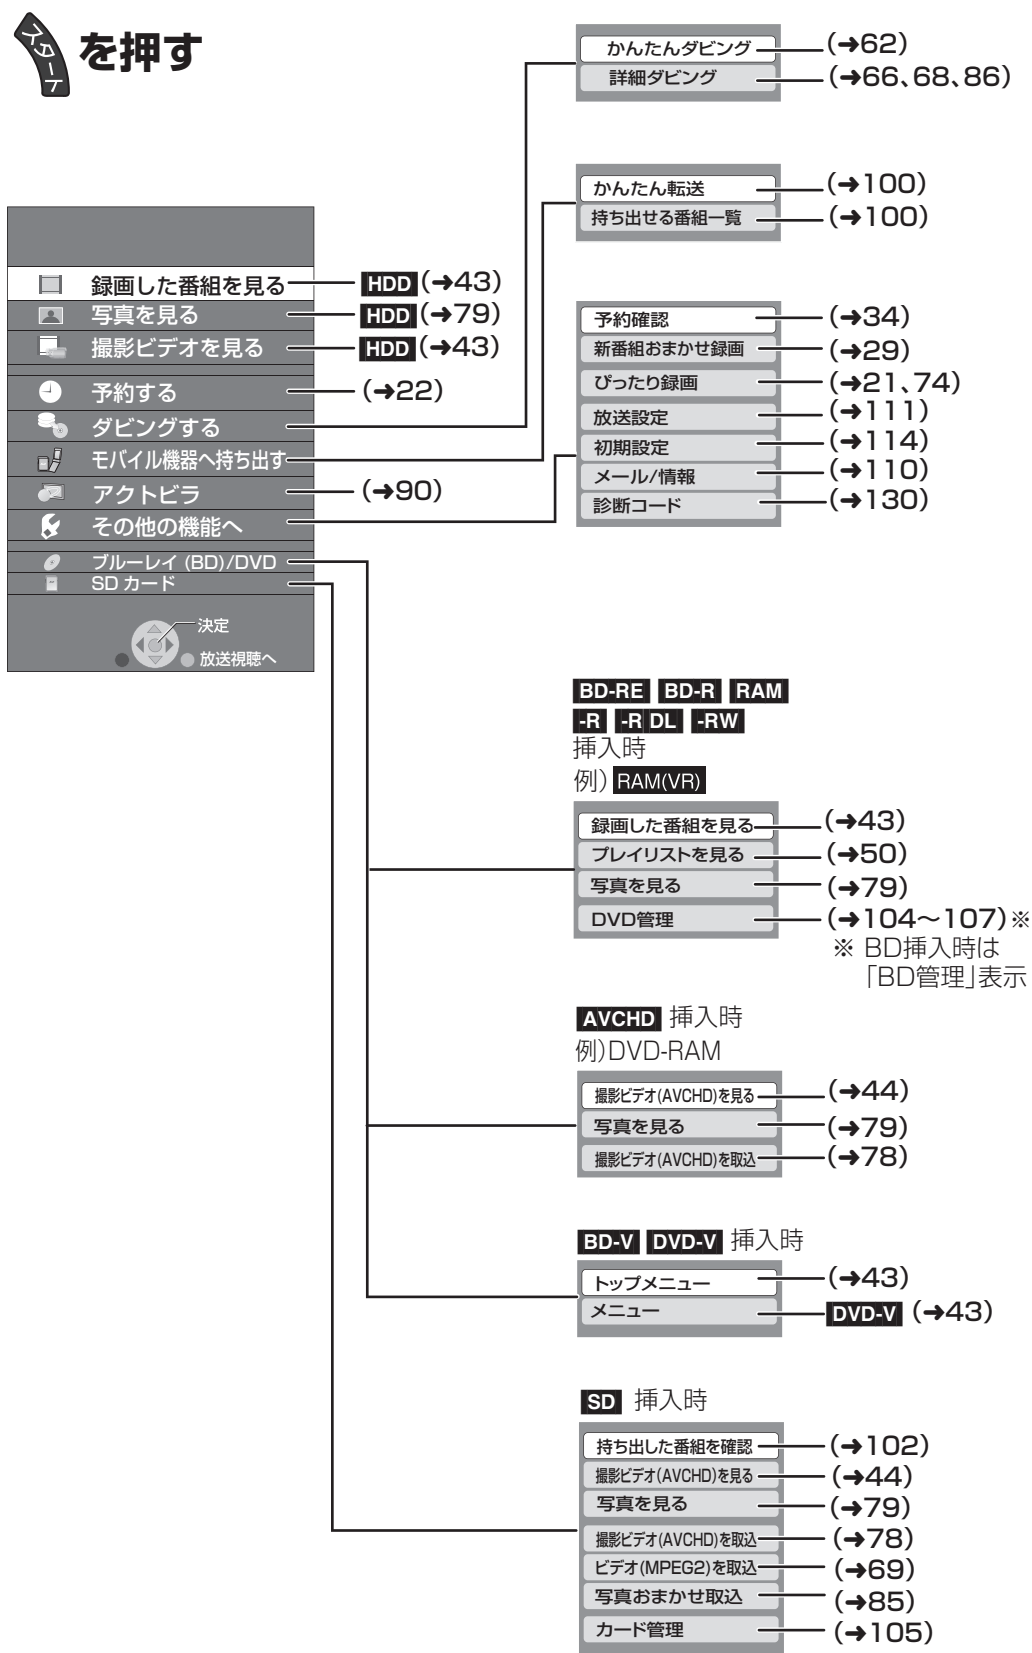 スタート を押す
かんたんダビング (➜62)
詳細ダビング (➜66、68、86)
かんたん転送 (➜100)
持ち出せる番組一覧 (➜100)
録画した番組を見る HDD (➜43)
写真を見る HDD (➜79)
撮影ビデオを見る HDD (➜43)
予約する (➜22)
ダビングする
モバイル機器へ持ち出す
アクトビラ (➜90)
その他の機能へ
ブルーレイ (BD)/DVD
SD カード
決定
放送視聴へ
予約確認 (➜34)
新番組おまかせ録画 (➜29)
ぴったり録画 (➜21、74)
放送設定 (➜111)
初期設定 (➜114)
メール/情報 (➜110)
診断コード (➜130)
BD-RE BD-R RAM
-R -R DL -RW
挿入時
例) RAM(VR)
録画した番組を見る (➜43)
プレイリストを見る (➜50)
写真を見る (➜79)
DVD管理 (➜104〜107)※
※ BD挿入時は
「BD管理」表示
AVCHD 挿入時
例)DVD-RAM
撮影ビデオ(AVCHD)を見る (➜44)
写真を見る (➜79)
撮影ビデオ(AVCHD)を取込 (➜78)
BD-V DVD-V 挿入時
トップメニュー (➜43)
メニュー DVD-V (➜43)
SD 挿入時
持ち出した番組を確認 (➜102)
撮影ビデオ(AVCHD)を見る (➜44)
写真を見る (➜79)
撮影ビデオ(AVCHD)を取込 (➜78)
ビデオ(MPEG2)を取込 (➜69)
写真おまかせ取込 (➜85)
カード管理 (➜105)